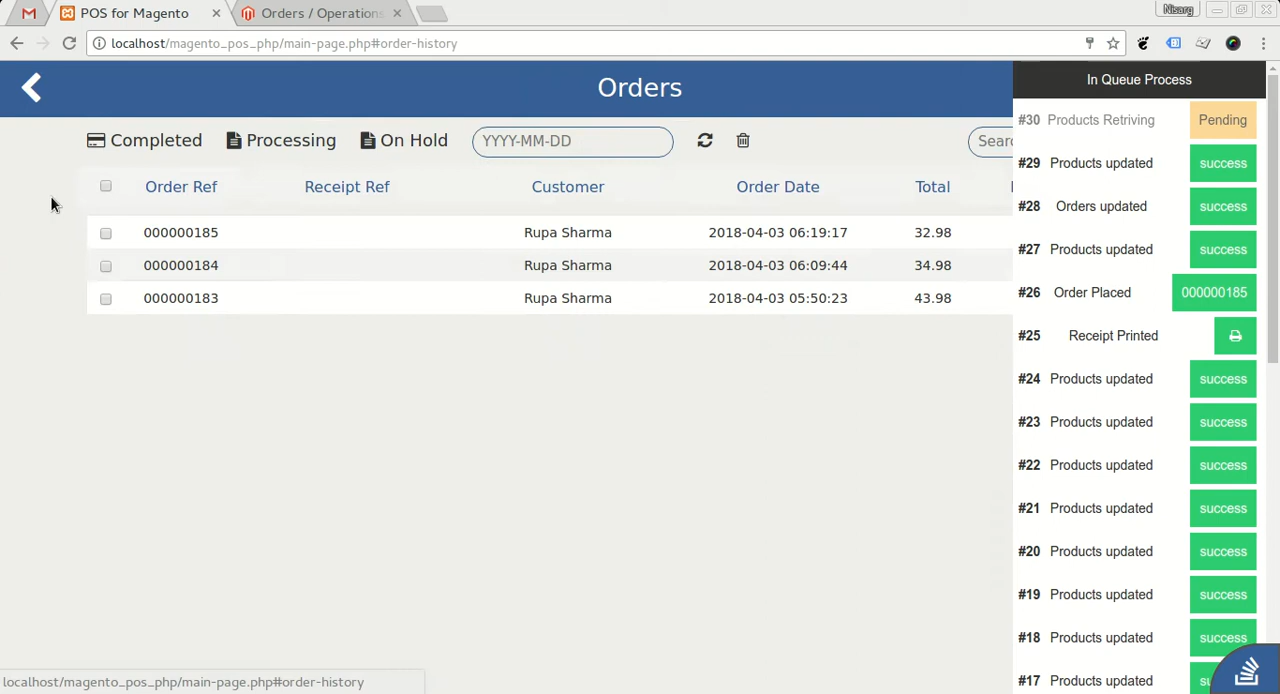 POS for Magento
Orders / Operations
Nisarg
localhost/magento_pos_php/main-page.php#order-history
Orders
In Queue Process
Completed Processing On Hold YYYY-MM-DD
Order Ref Receipt Ref Customer Order Date Total
000000185 Rupa Sharma 2018-04-03 06:19:17 32.98
000000184 Rupa Sharma 2018-04-03 06:09:44 34.98
000000183 Rupa Sharma 2018-04-03 05:50:23 43.98
#30 Products Retriving Pending
#29 Products updated success
#28 Orders updated success
#27 Products updated success
#26 Order Placed 000000185
#25 Receipt Printed
#24 Products updated success
#23 Products updated success
#22 Products updated success
#21 Products updated success
#20 Products updated success
#19 Products updated success
#18 Products updated success
#17 Products updated
localhost/magento_pos_php/main-page.php#order-history